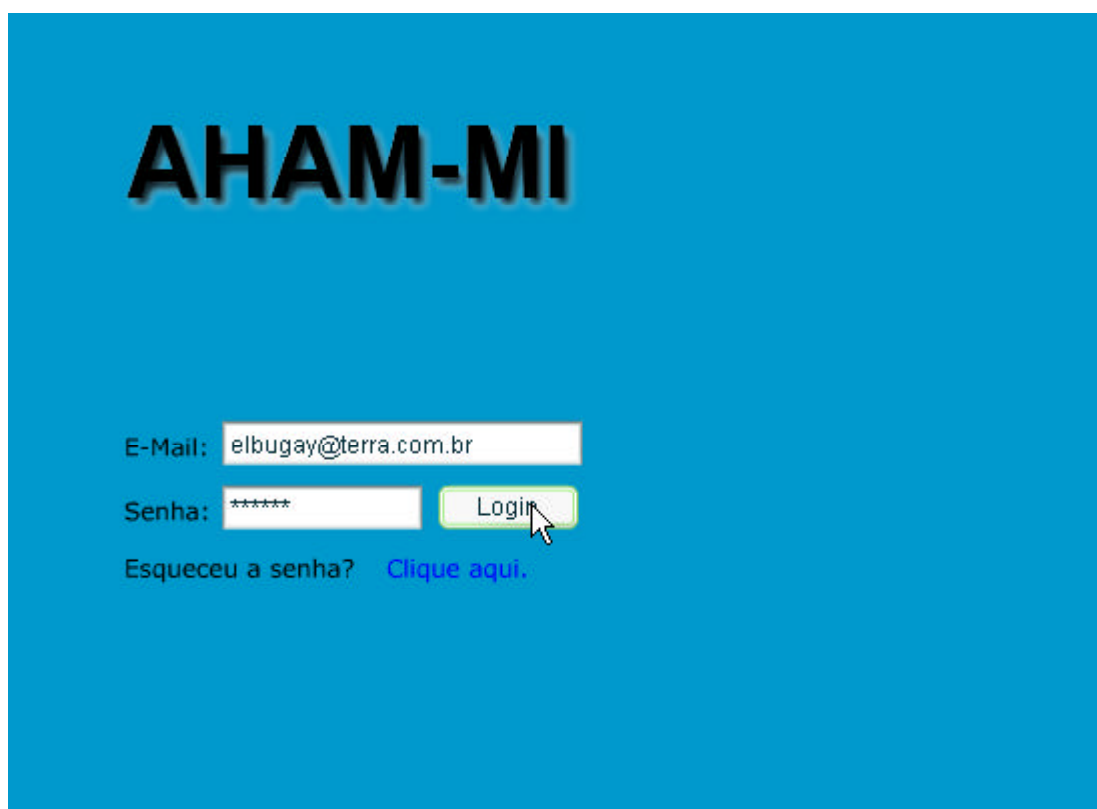 AHAM-MI
E-Mail: elbugay@terra.com.br
Senha: ****** Login
Esqueceu a senha? Clique aqui.